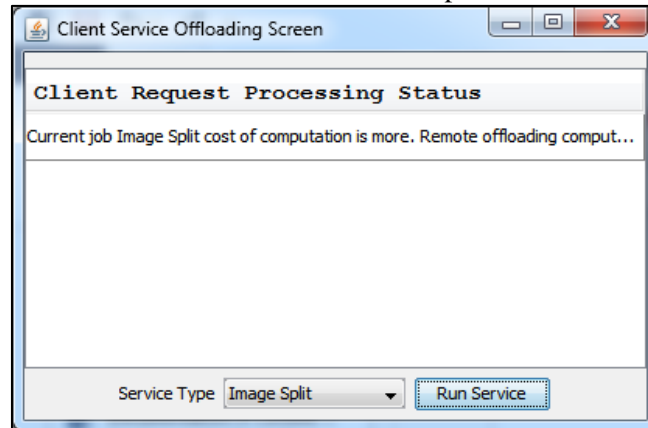 Client Service Offloading Screen
Client Request Processing Status
Current job Image Split cost of computation is more. Remote offloading comput...
Service Type Image Split Run Service